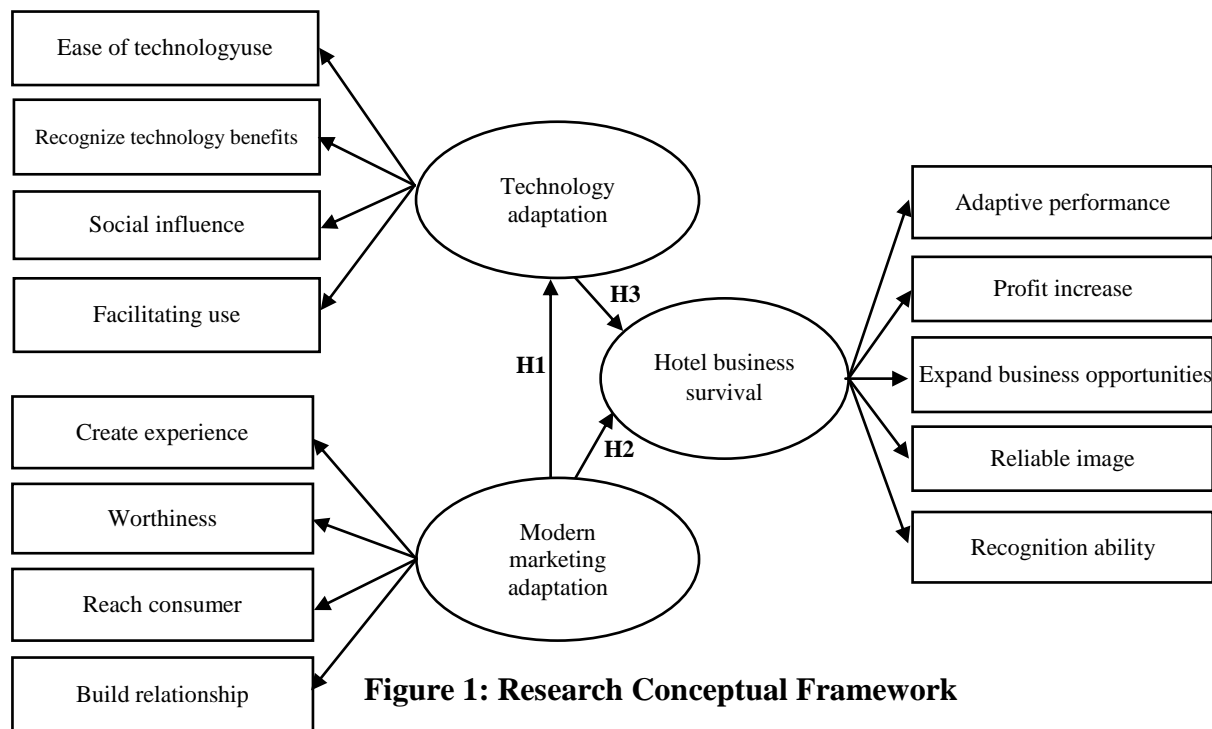 Ease of technologyuse
Recognize technology benefits
Social influence
Facilitating use
Technology
adaptation
H3
H1
H2
Hotel business
survival
Adaptive performance
Profit increase
Expand business opportunities
Reliable image
Recognition ability
Create experience
Worthiness
Reach consumer
Build relationship
Modern
marketing
adaptation
Figure 1: Research Conceptual Framework